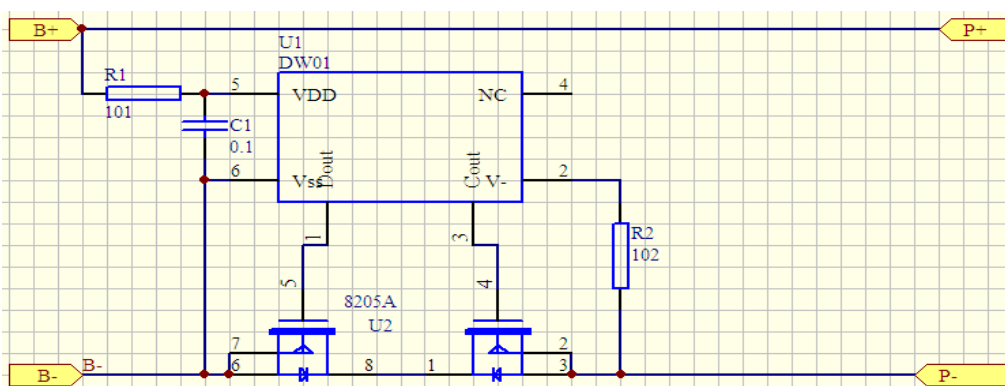 B+
P+
U1
DW01
R1
101
5
VDD
NC
4
C1
0.1
6
Vss
Dout
Cout
V-
2
1
3
R2
102
5
4
8205A
U2
7
2
B-
B-
6
8
1
3
P-